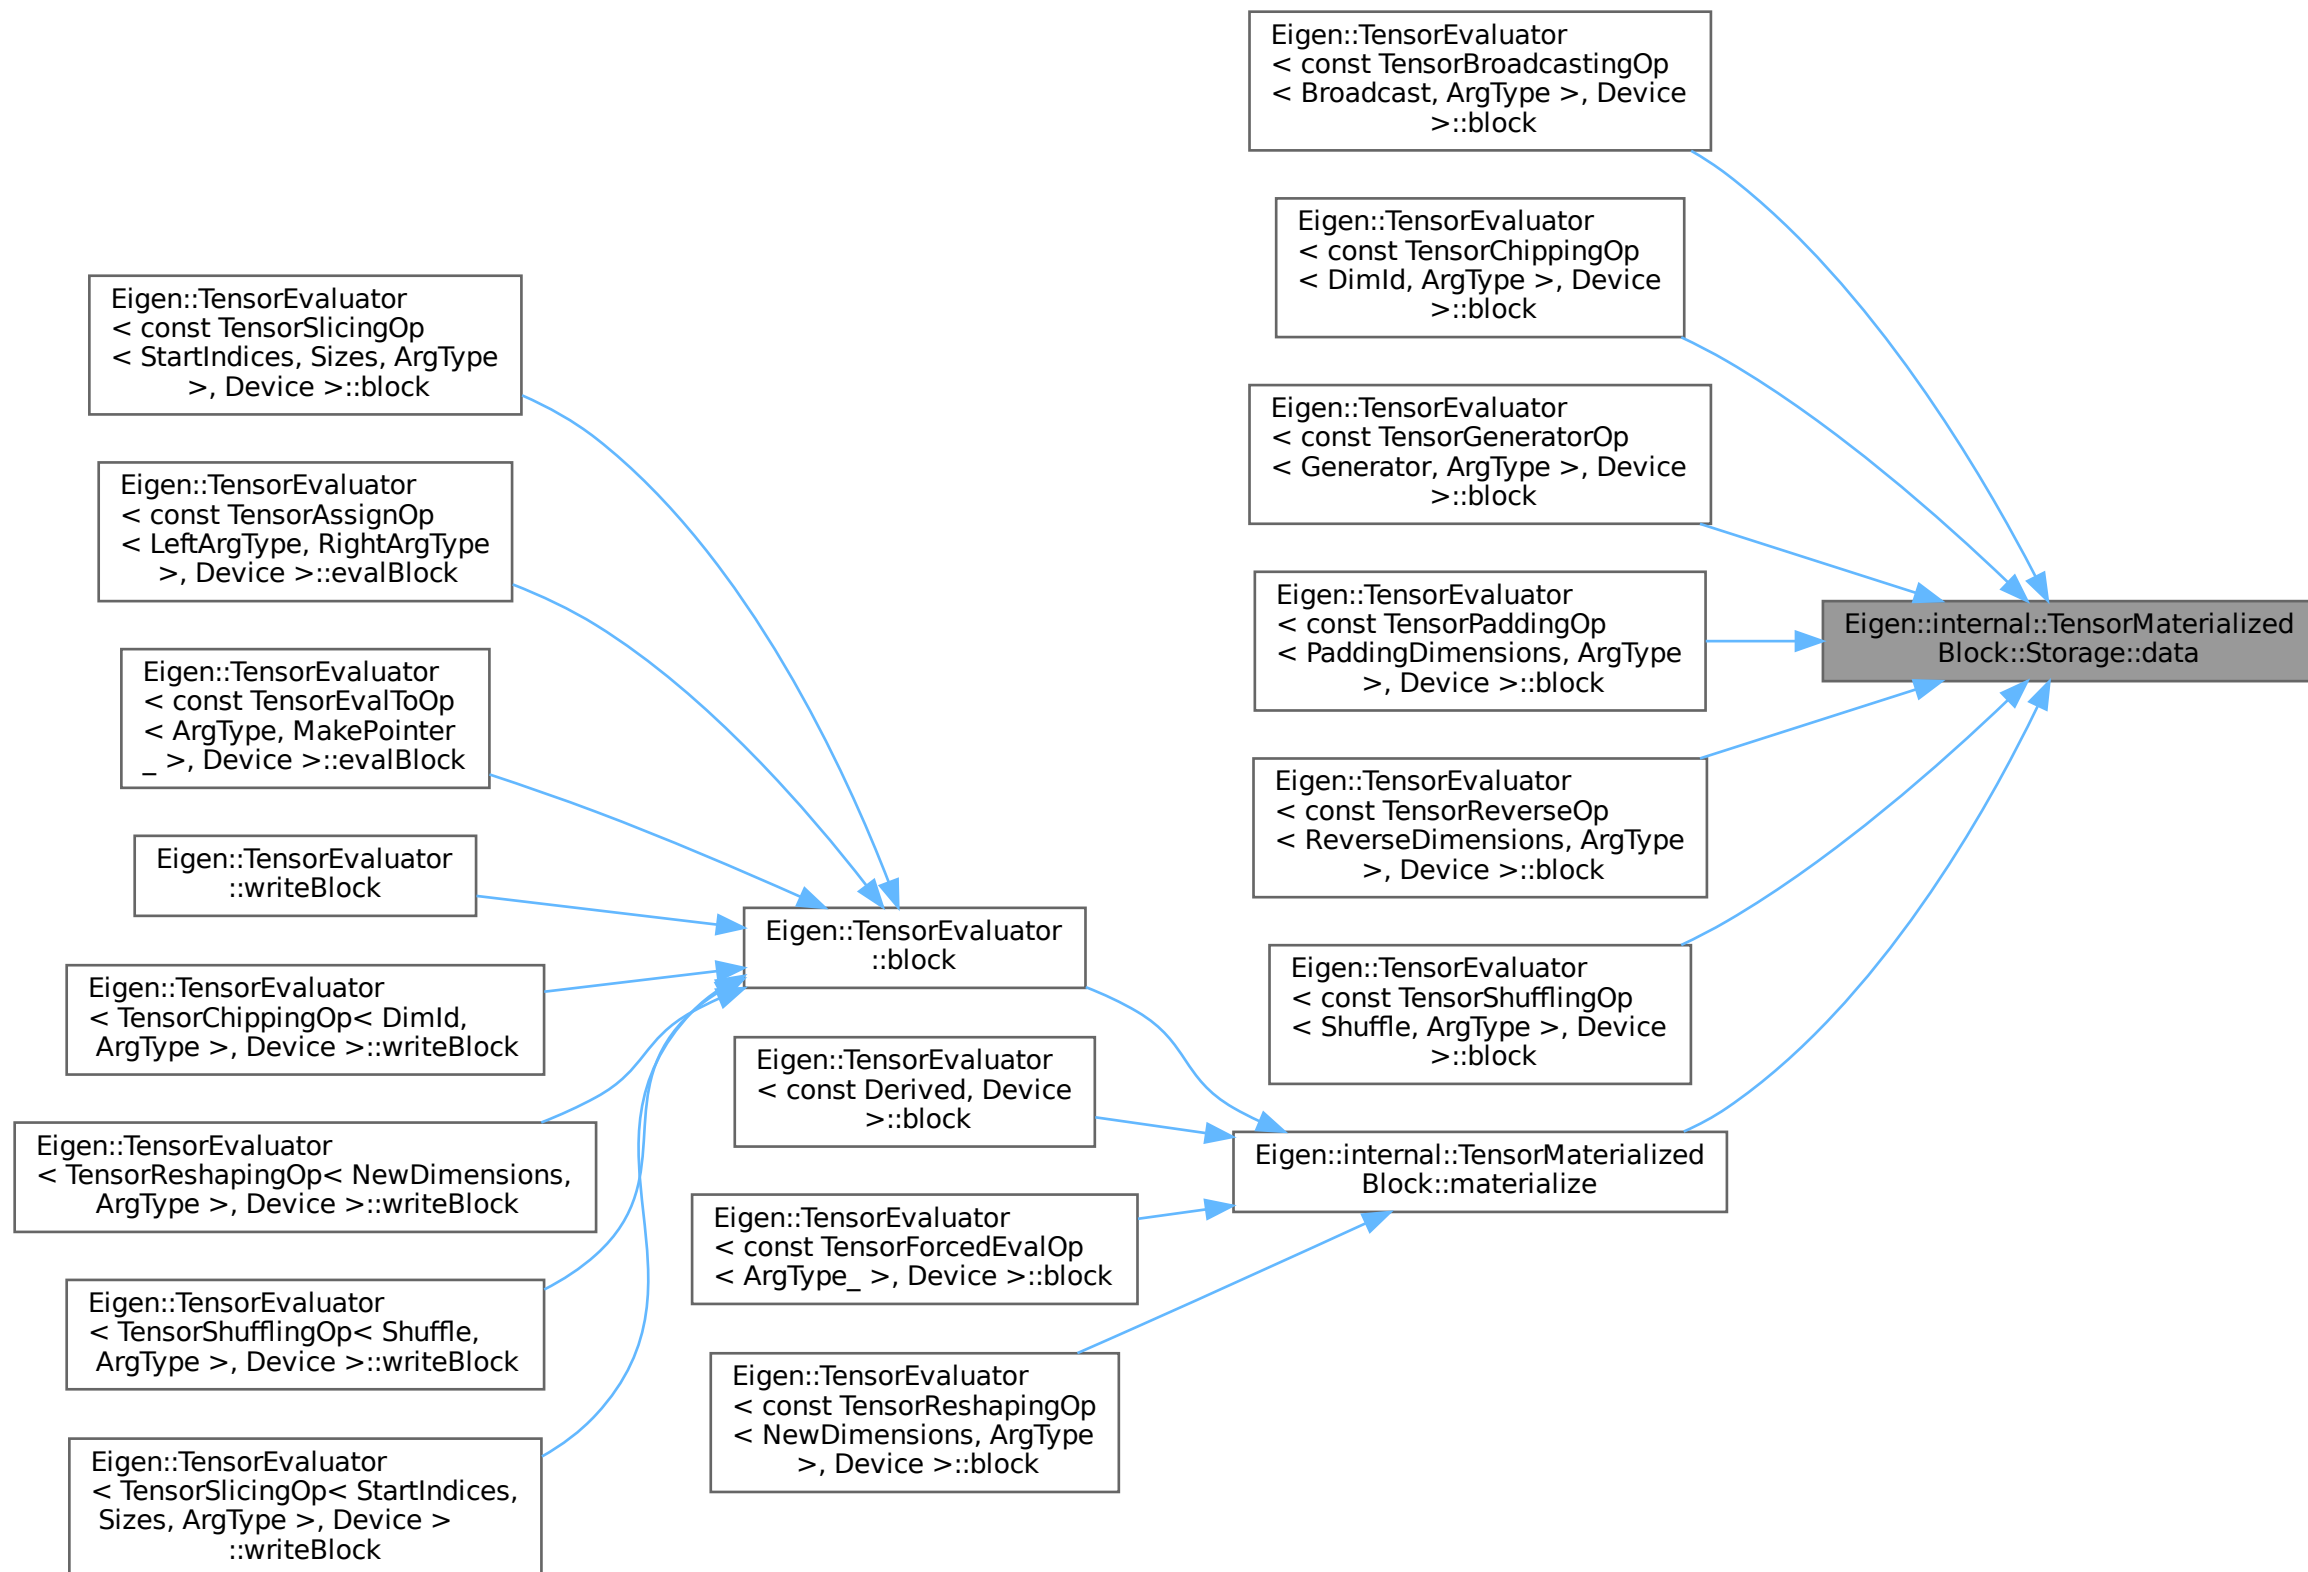 Eigen::TensorEvaluator
< const TensorSlicingOp
< StartIndices, Sizes, ArgType
>, Device >::block
Eigen::TensorEvaluator
< const TensorAssignOp
< LeftArgType, RightArgType
>, Device >::evalBlock
Eigen::TensorEvaluator
< const TensorEvalToOp
< ArgType, MakePointer
_ >, Device >::evalBlock
Eigen::TensorEvaluator
::writeBlock
Eigen::TensorEvaluator
< TensorChippingOp< DimId,
ArgType >, Device >::writeBlock
Eigen::TensorEvaluator
< TensorReshapingOp< NewDimensions,
ArgType >, Device >::writeBlock
Eigen::TensorEvaluator
< TensorShufflingOp< Shuffle,
ArgType >, Device >::writeBlock
Eigen::TensorEvaluator
< TensorSlicingOp< StartIndices,
Sizes, ArgType >, Device >
::writeBlock
Eigen::TensorEvaluator
::block
Eigen::TensorEvaluator
< const Derived, Device
>::block
Eigen::TensorEvaluator
< const TensorForcedEvalOp
< ArgType_ >, Device >::block
Eigen::TensorEvaluator
< const TensorReshapingOp
< NewDimensions, ArgType
>, Device >::block
Eigen::TensorEvaluator
< const TensorBroadcastingOp
< Broadcast, ArgType >, Device
>::block
Eigen::TensorEvaluator
< const TensorChippingOp
< DimId, ArgType >, Device
>::block
Eigen::TensorEvaluator
< const TensorGeneratorOp
< Generator, ArgType >, Device
>::block
Eigen::TensorEvaluator
< const TensorPaddingOp
< PaddingDimensions, ArgType
>, Device >::block
Eigen::TensorEvaluator
< const TensorReverseOp
< ReverseDimensions, ArgType
>, Device >::block
Eigen::TensorEvaluator
< const TensorShufflingOp
< Shuffle, ArgType >, Device
>::block
Eigen::internal::TensorMaterialized
Block::materialize
Eigen::internal::TensorMaterialized
Block::Storage::data